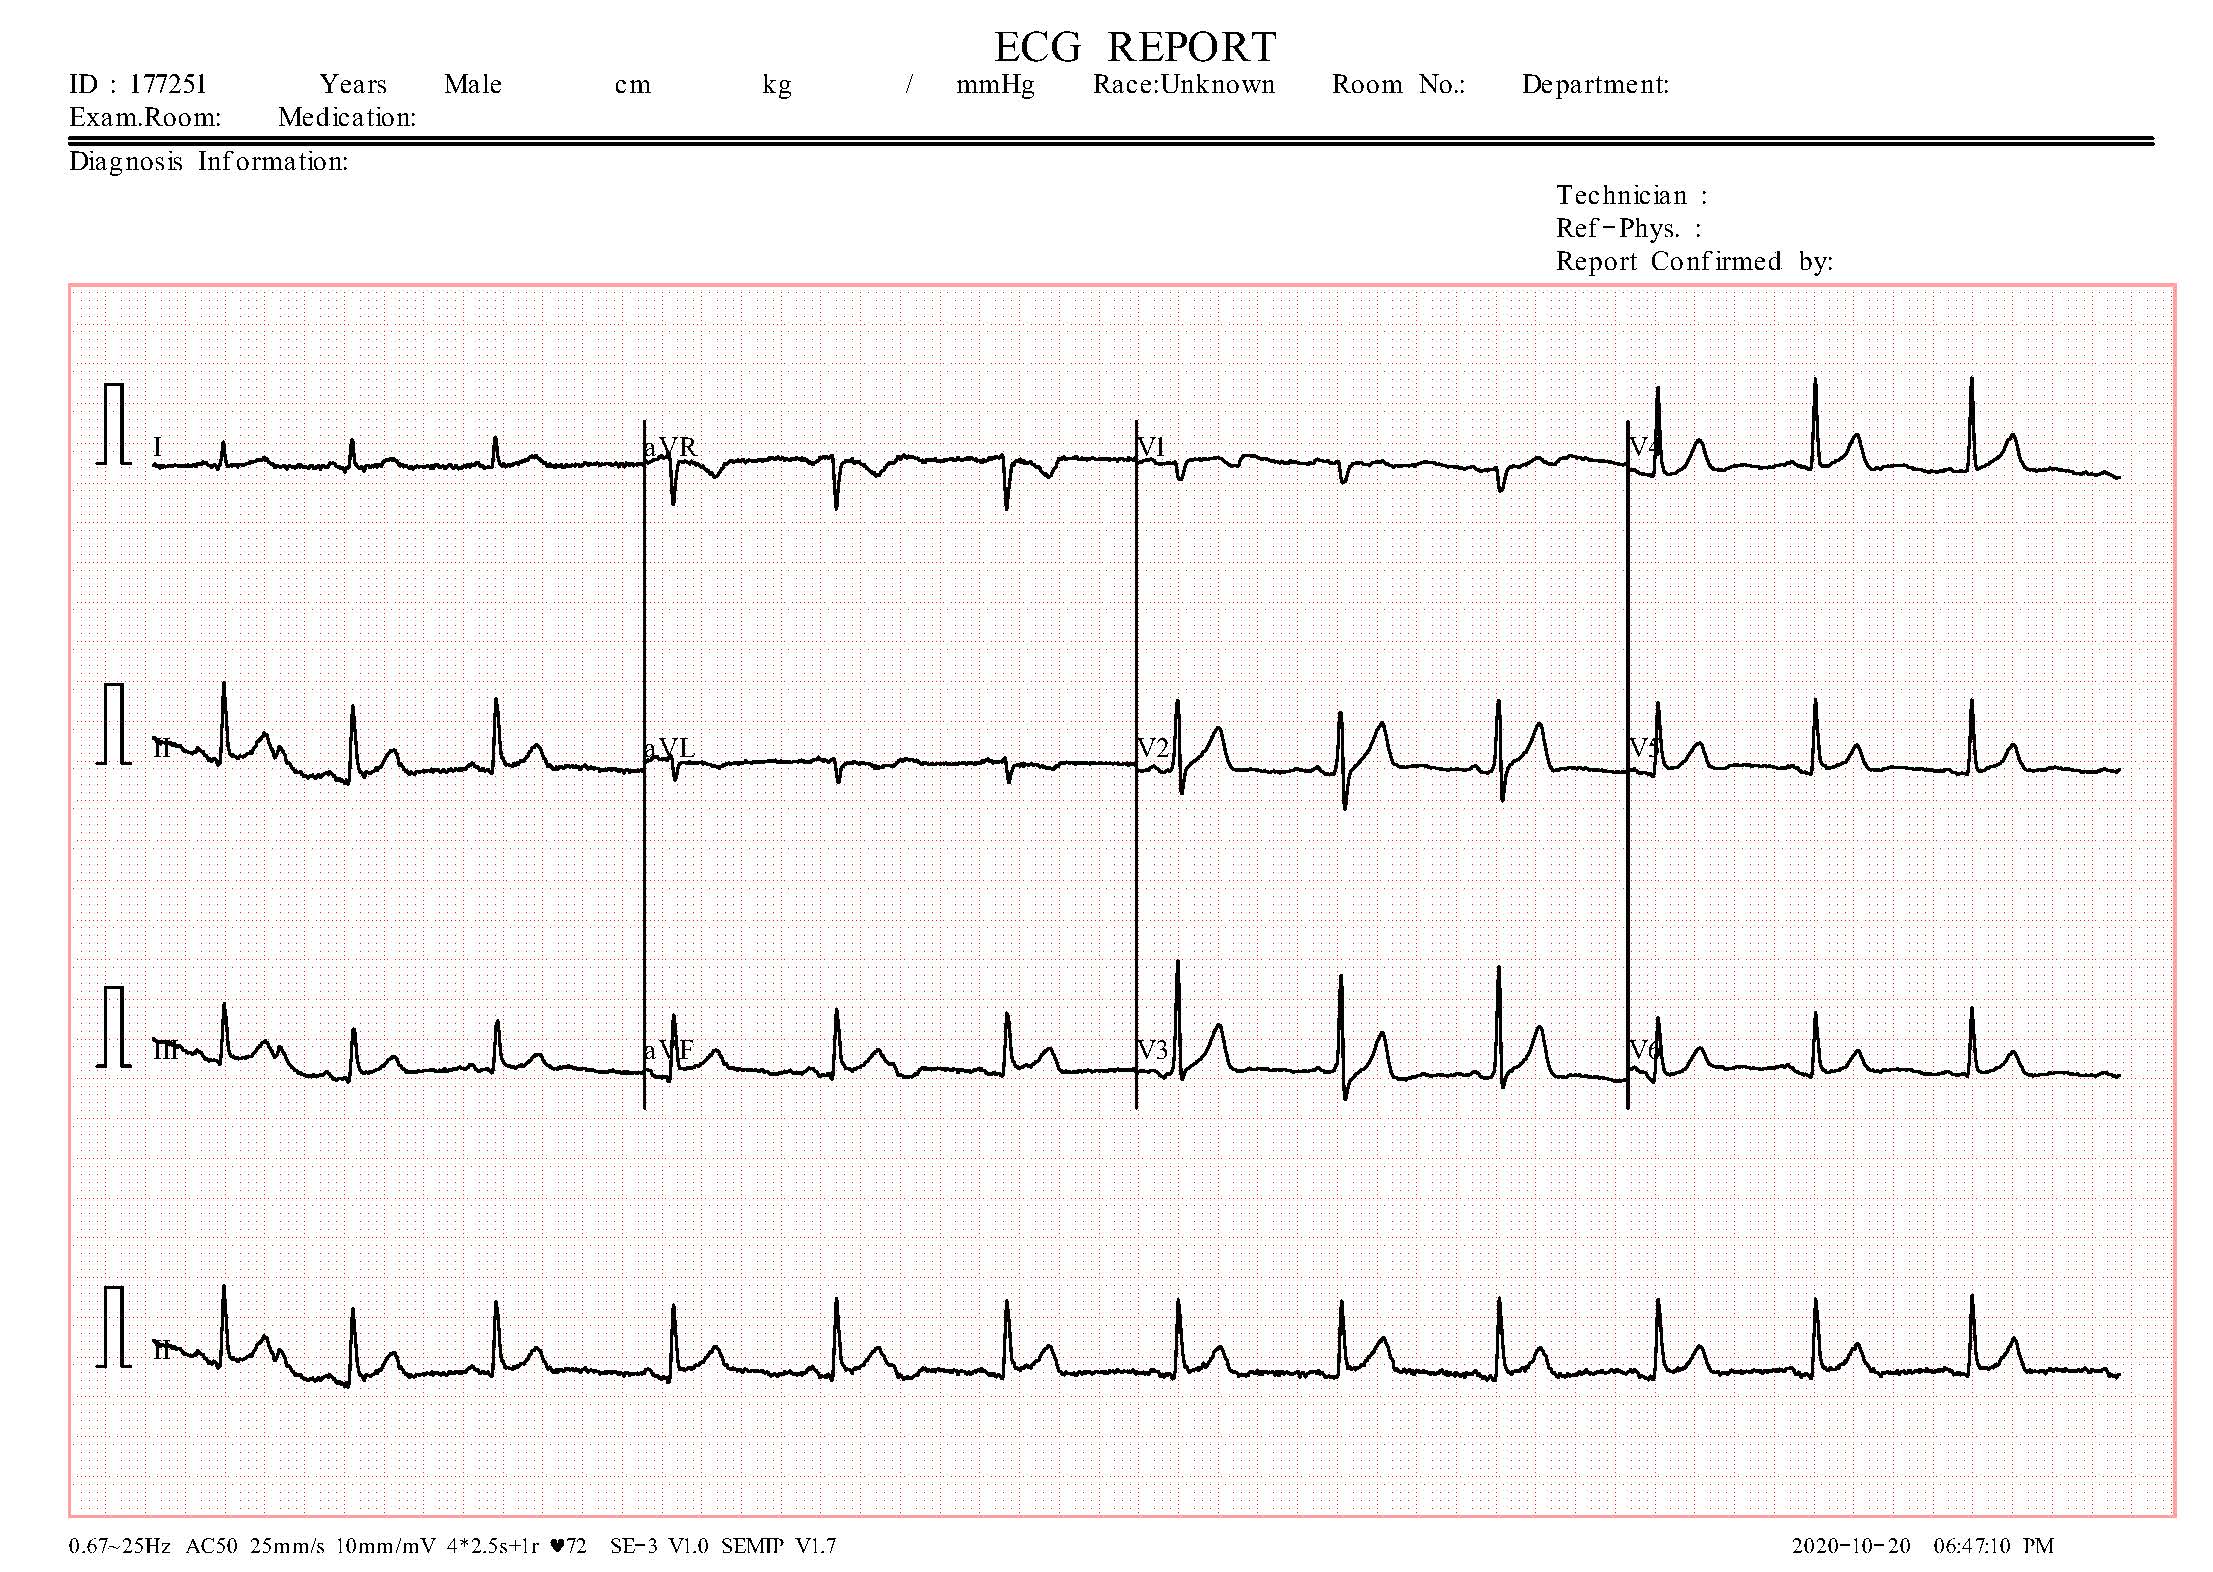 ECG REPORT
ID : 177251 Years Male cm kg / mmHg Race:Unknown Room No.: Department:
Exam.Room: Medication:
Diagnosis Information:
Technician :
Ref-Phys. :
Report Confirmed by:
I aVR V1 V4
II aVL V2 V5
III aVF V3 V6
II
0.67~25Hz AC50 25mm/s 10mm/mV 4*2.5s+1r ♥72 SE-3 V1.0 SEMIP V1.7 2020-10-20 06:47:10 PM